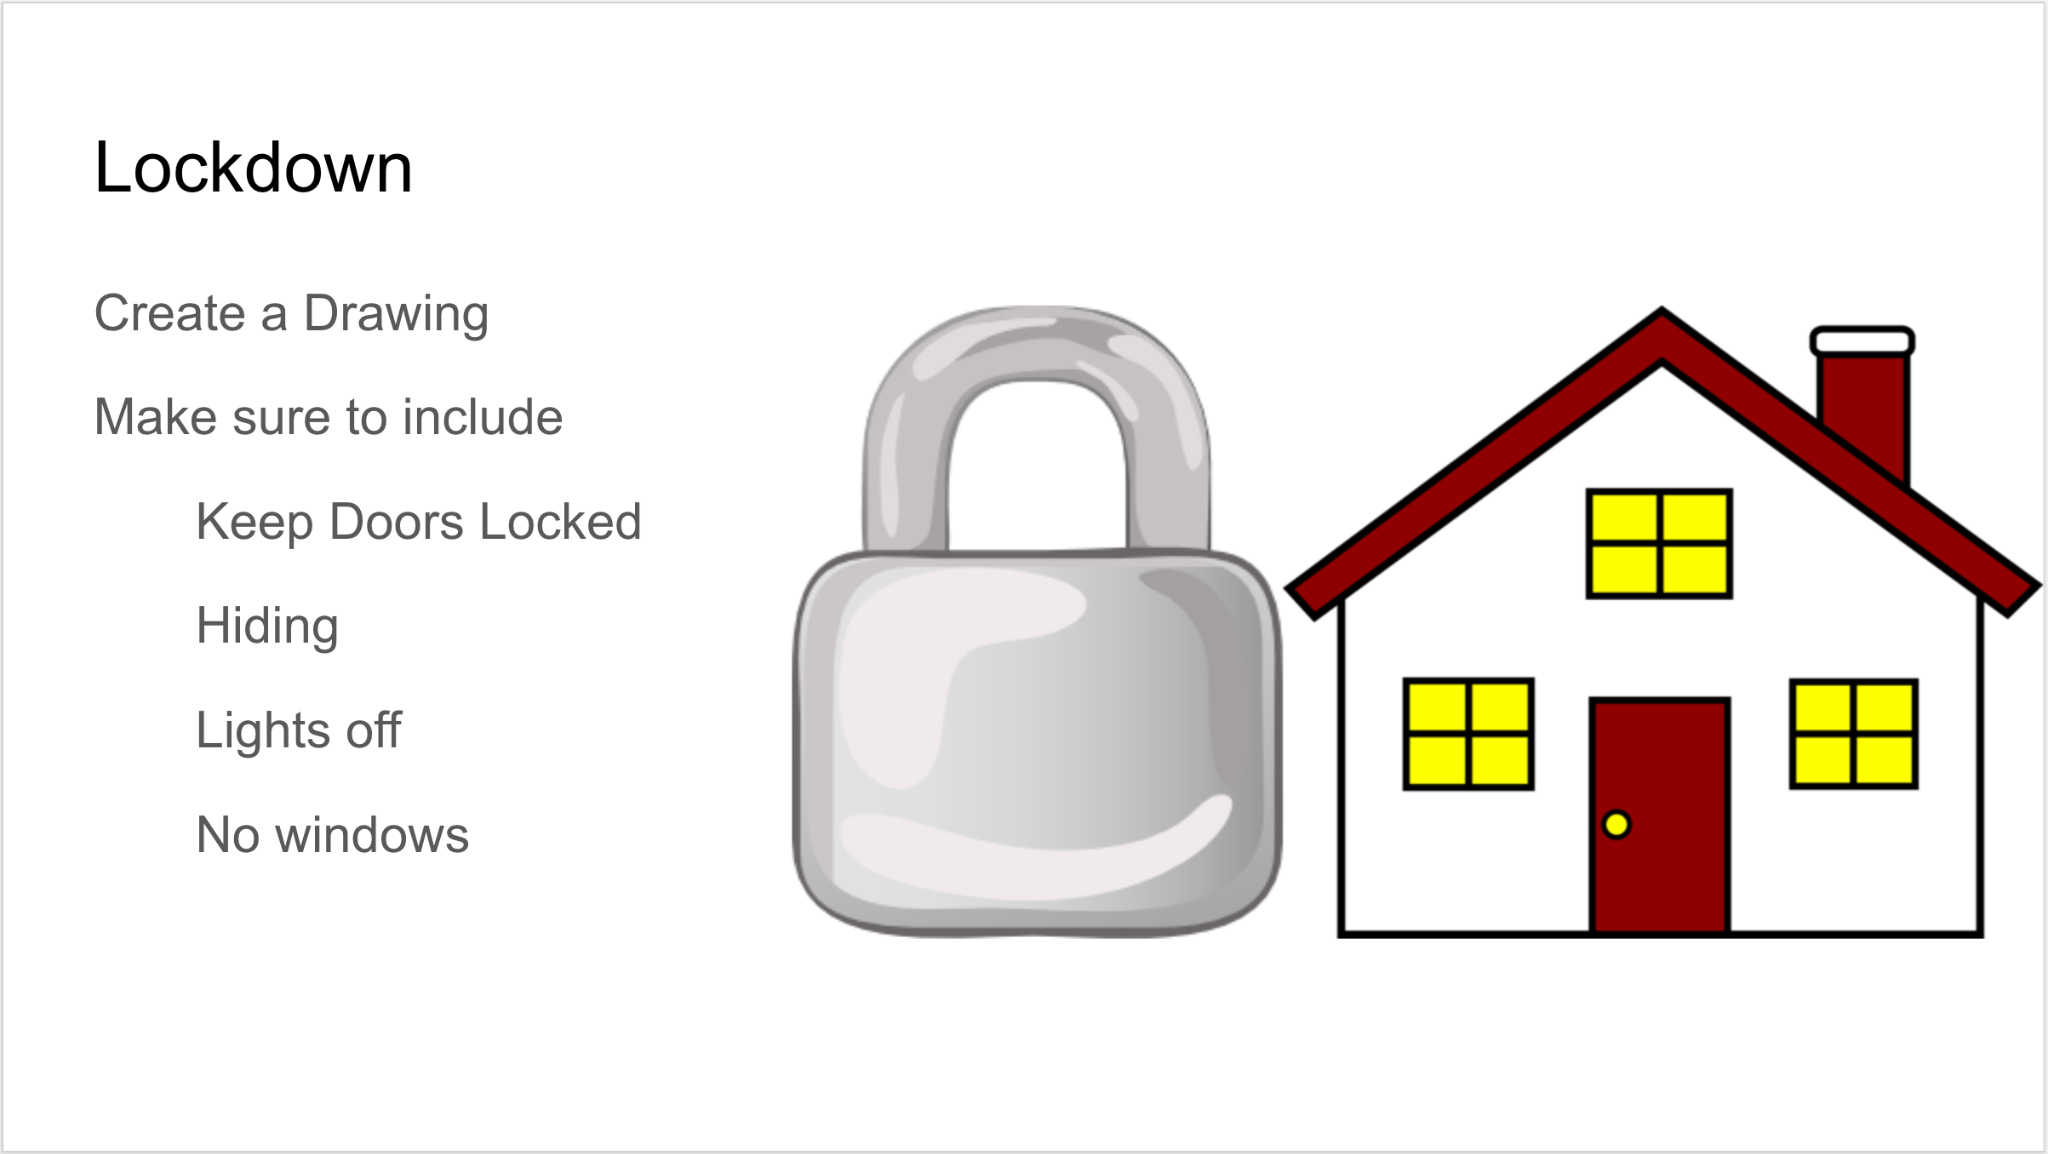 Lockdown
Create a Drawing
Make sure to include
Keep Doors Locked
Hiding
Lights off
No windows